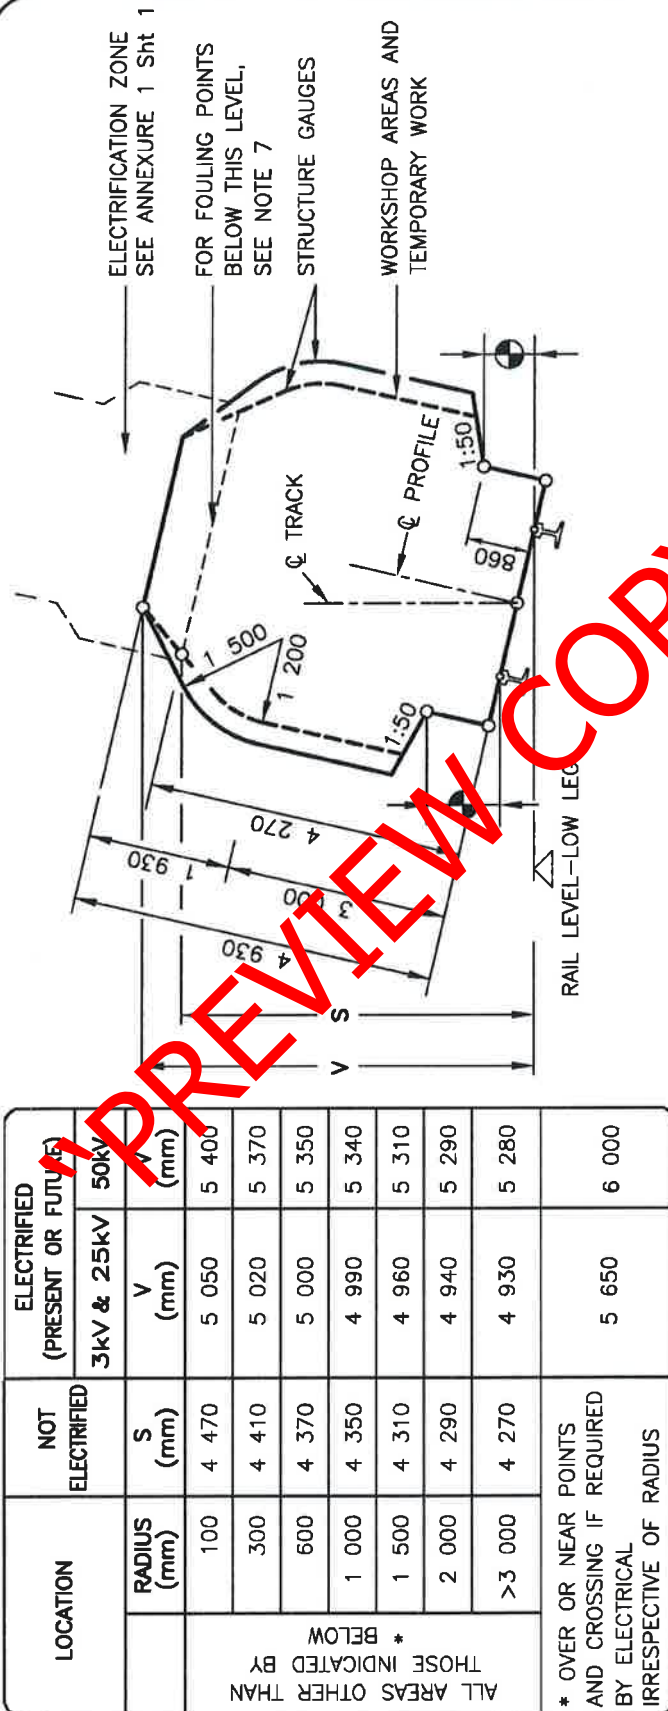 ELECTRIFICATION ZONE
SEE ANNEXURE 1 Sht 1
FOR FOULING POINTS
BELOW THIS LEVEL,
SEE NOTE 7
STRUCTURE GAUGES
WORKSHOP AREAS AND
TEMPORARY WORK
℄ TRACK
℄ PROFILE
1:50
860
1 500
1 200
1:50
4 270
1 930
4 930
S
V
RAIL LEVEL-LOW LEG
"PREVIEW COPY
LOCATION
NOT
ELECTRIFIED
ELECTRIFIED
(PRESENT OR FUTURE)
3kV & 25kV
50kV
RADIUS
(mm)
S
(mm)
V
(mm)
V
(mm)
ALL AREAS OTHER THAN
THOSE INDICATED BY
* BELOW
100 4 470 5 050 5 400
300 4 410 5 020 5 370
600 4 370 5 000 5 350
1 000 4 350 4 990 5 340
1 500 4 310 4 960 5 310
2 000 4 290 4 940 5 290
>3 000 4 270 4 930 5 280
* OVER OR NEAR POINTS
AND CROSSING IF REQUIRED
BY ELECTRICAL
IRRESPECTIVE OF RADIUS
5 650
6 000